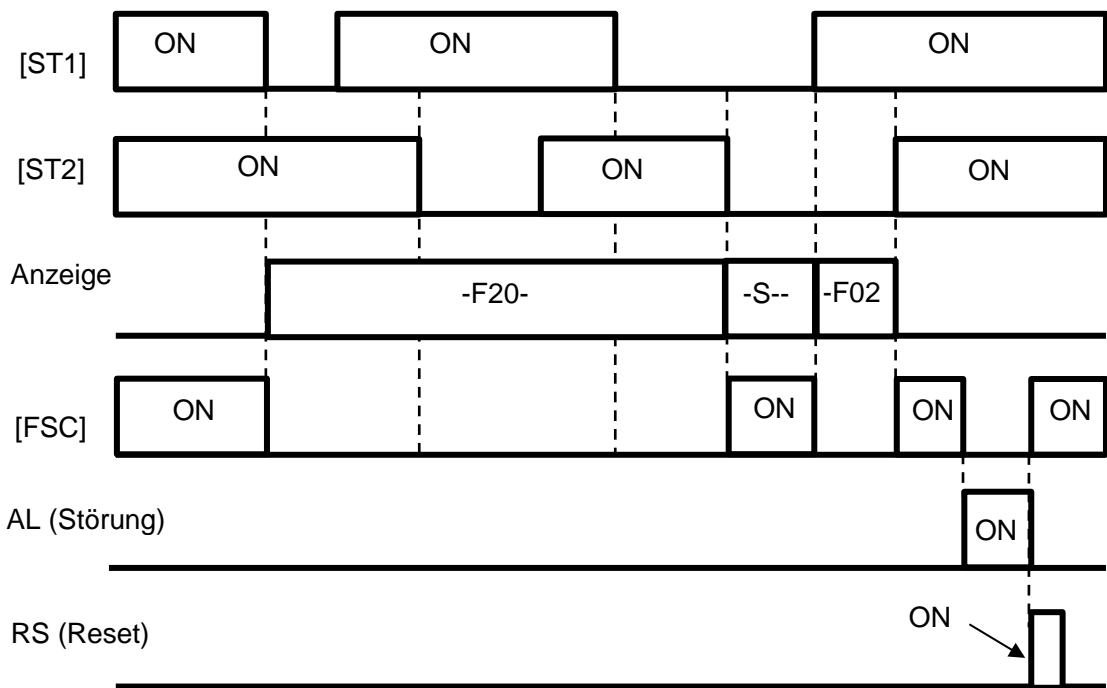 [ST1] ON ON ON
[ST2] ON ON ON
Anzeige -F20- -S-- -F02
[FSC] ON ON ON ON
AL (Störung) ON
RS (Reset) ON